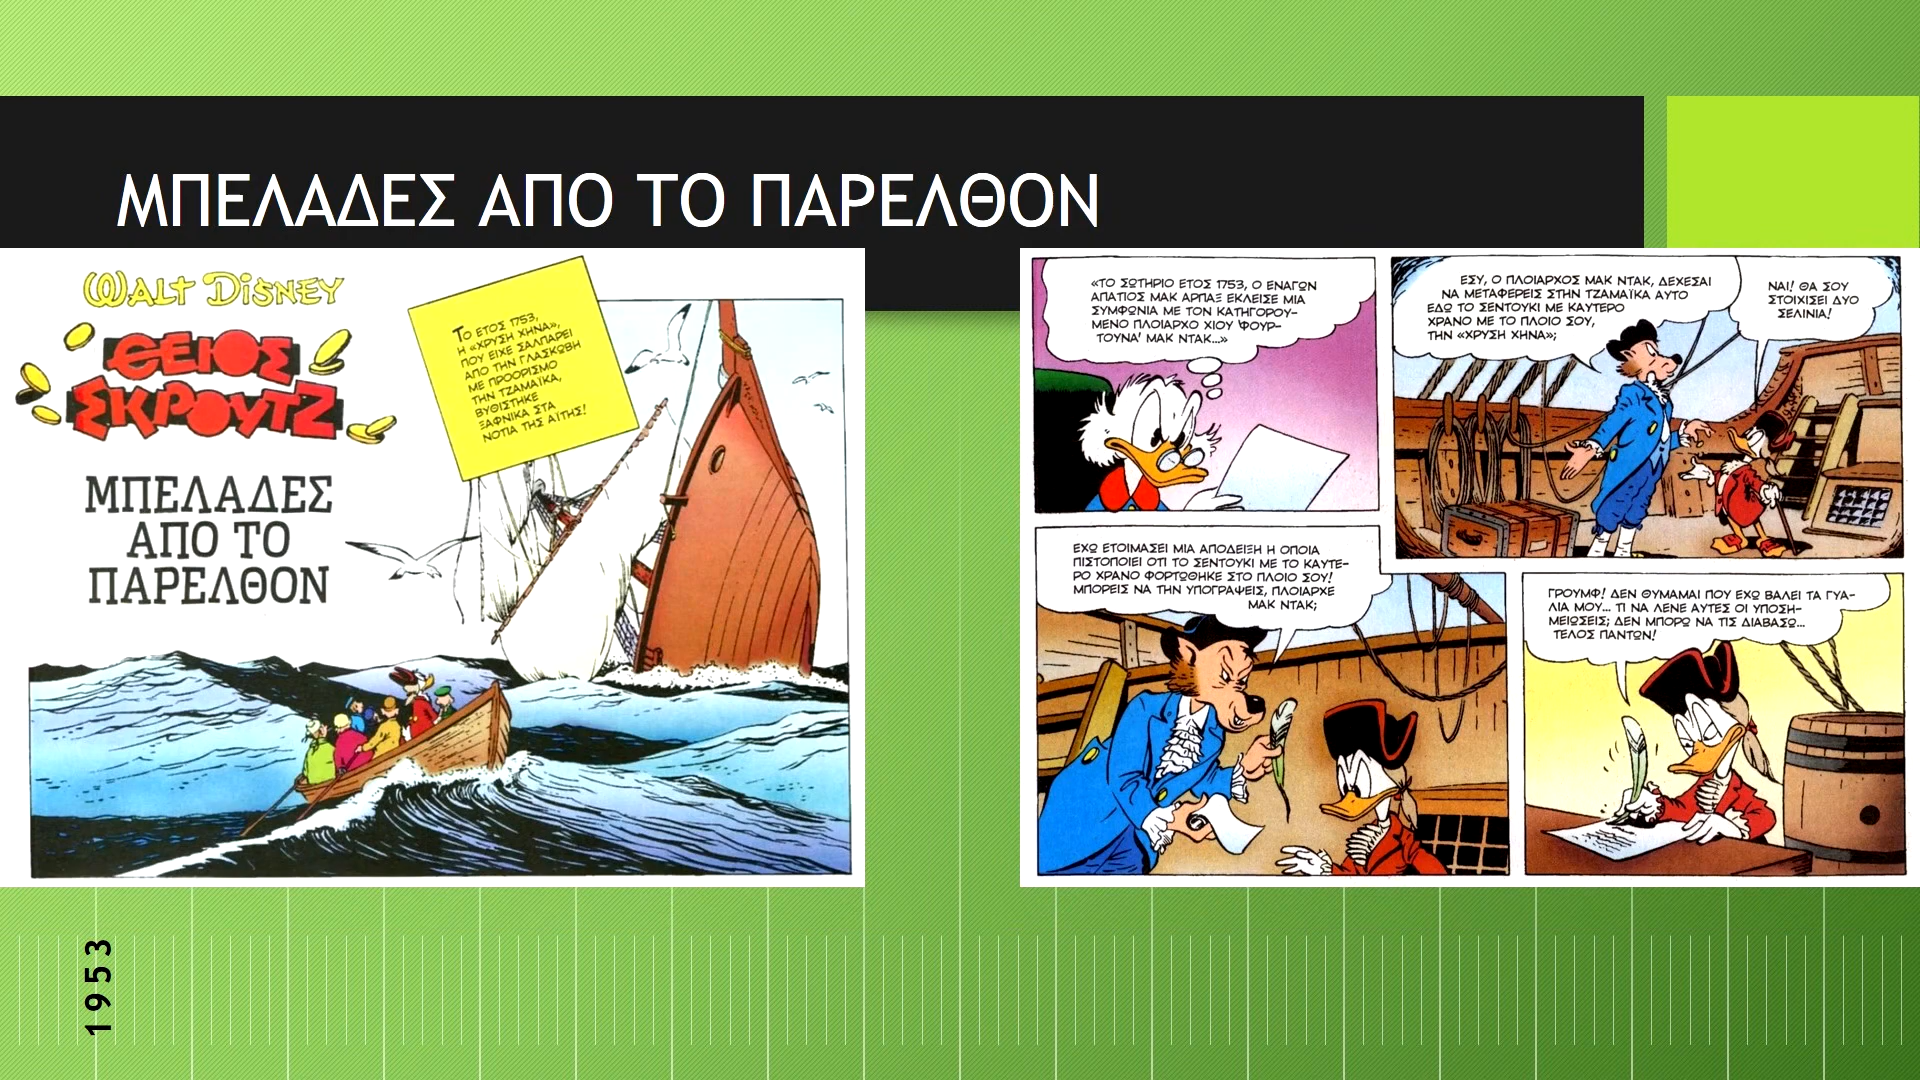 ΜΠΕΛΑΔΕΣ ΑΠΟ ΤΟ ΠΑΡΕΛΘΟΝ
WALT DISNEY
ΘΕΙΟΣ
ΣΚΡΟΥΤΖ
ΜΠΕΛΑΔΕΣ
ΑΠΟ ΤΟ
ΠΑΡΕΛΘΟΝ
ΤΟ ΕΤΟΣ 1753,
Η «ΧΡΥΣΗ ΧΗΝΑ»,
ΠΟΥ ΕΙΧΕ ΣΑΛΠΑΡΕΙ
ΑΠΟ ΤΗΝ ΓΛΑΣΚΩΒΗ
ΜΕ ΠΡΟΟΡΙΣΜΟ
ΤΗΝ ΤΖΑΜΑΪΚΑ,
ΒΥΘΙΣΤΗΚΕ
ΞΑΦΝΙΚΑ ΣΤΑ
ΝΟΤΙΑ ΤΗΣ ΑΪΤΗΣ!
«ΤΟ ΣΩΤΗΡΙΟ ΕΤΟΣ 1753, Ο ΕΝΑΓΩΝ
ΑΠΑΤΙΟΣ ΜΑΚ ΑΡΠΑΞ ΕΚΛΕΙΣΕ ΜΙΑ
ΣΥΜΦΩΝΙΑ ΜΕ ΤΟΝ ΚΑΤΗΓΟΡΟΥ-
ΜΕΝΟ ΠΛΟΙΑΡΧΟ ΧΙΟΥ 'ΦΟΥΡ-
ΤΟΥΝΑ' ΜΑΚ ΝΤΑΚ...»
ΕΣΥ, Ο ΠΛΟΙΑΡΧΟΣ ΜΑΚ ΝΤΑΚ, ΔΕΧΕΣΑΙ
ΝΑ ΜΕΤΑΦΕΡΕΙΣ ΣΤΗΝ ΤΖΑΜΑΪΚΑ ΑΥΤΟ
ΕΔΩ ΤΟ ΣΕΝΤΟΥΚΙ ΜΕ ΚΑΥΤΕΡΟ
ΧΡΑΝΟ ΜΕ ΤΟ ΠΛΟΙΟ ΣΟΥ,
ΤΗΝ «ΧΡΥΣΗ ΧΗΝΑ»;
ΝΑΙ! ΘΑ ΣΟΥ
ΣΤΟΙΧΙΣΕΙ ΔΥΟ
ΣΕΛΙΝΙΑ!
ΕΧΩ ΕΤΟΙΜΑΣΕΙ ΜΙΑ ΑΠΟΔΕΙΞΗ Η ΟΠΟΙΑ
ΠΙΣΤΟΠΟΙΕΙ ΟΤΙ ΤΟ ΣΕΝΤΟΥΚΙ ΜΕ ΤΟ ΚΑΥΤΕ-
ΡΟ ΧΡΑΝΟ ΦΟΡΤΩΘΗΚΕ ΣΤΟ ΠΛΟΙΟ ΣΟΥ!
ΜΠΟΡΕΙΣ ΝΑ ΤΗΝ ΥΠΟΓΡΑΨΕΙΣ, ΠΛΟΙΑΡΧΕ
ΜΑΚ ΝΤΑΚ;
ΓΡΟΥΜΦ! ΔΕΝ ΘΥΜΑΜΑΙ ΠΟΥ ΕΧΩ ΒΑΛΕΙ ΤΑ ΓΥΑ-
ΛΙΑ ΜΟΥ... ΤΙ ΝΑ ΛΕΝΕ ΑΥΤΕΣ ΟΙ ΥΠΟΣΗ-
ΜΕΙΩΣΕΙΣ; ΔΕΝ ΜΠΟΡΩ ΝΑ ΤΙΣ ΔΙΑΒΑΣΩ...
ΤΕΛΟΣ ΠΑΝΤΩΝ!
1953